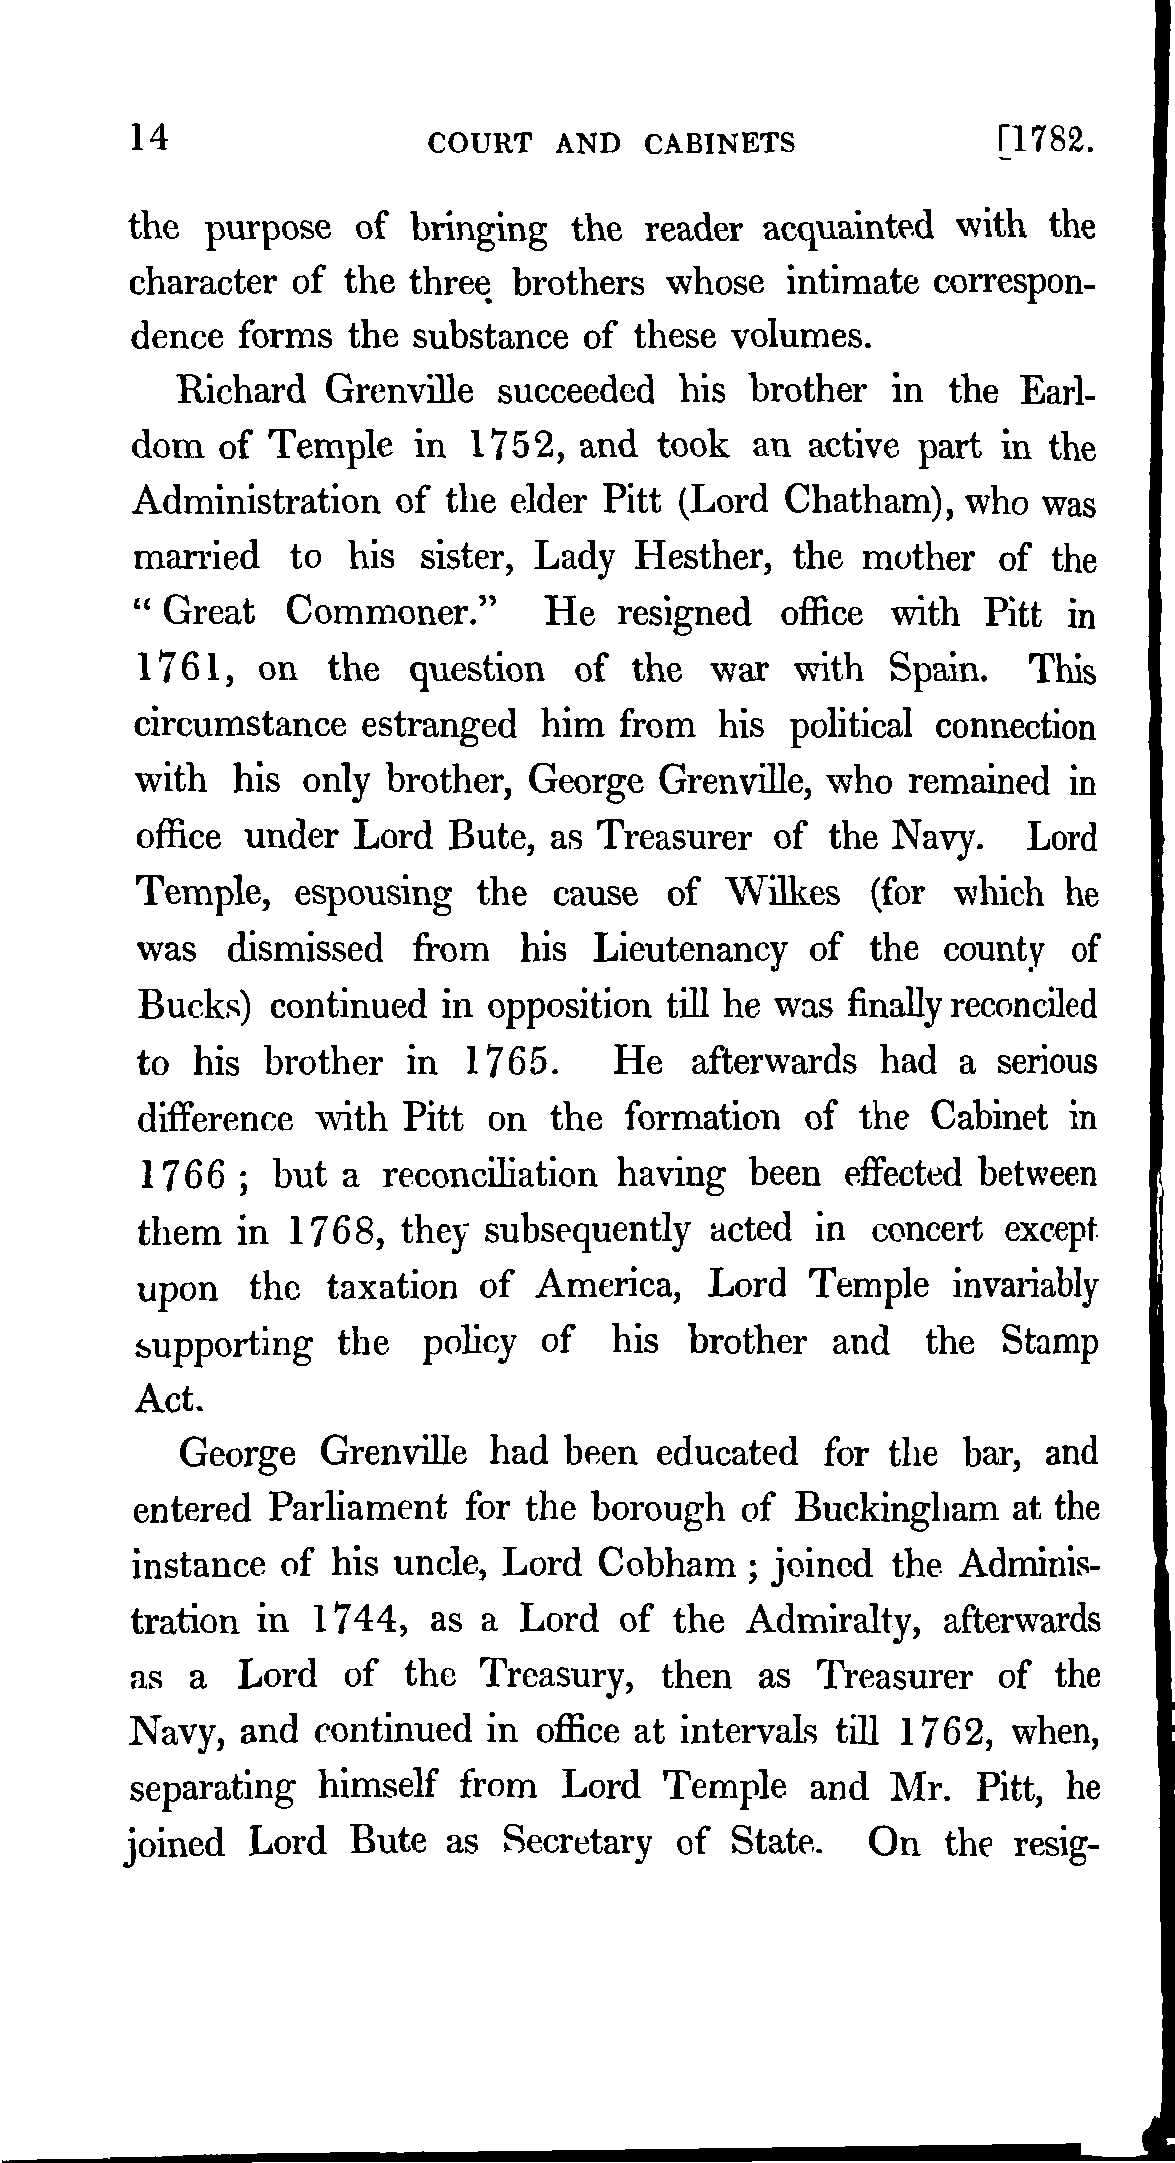 14 COURT AND CABINETS [1782.
the purpose of bringing the reader acquainted with the
character of the three brothers whose intimate correspon-
dence forms the substance of these volumes.
Richard Grenville succeeded his brother in the Earl-
dom of Temple in 1752, and took an active part in the
Administration of the elder Pitt (Lord Chatham), who was
married to his sister, Lady Hesther, the mother of the
“ Great Commoner.” He resigned office with Pitt in
1761, on the question of the war with Spain. This
circumstance estranged him from his political connection
with his only brother, George Grenville, who remained in
office under Lord Bute, as Treasurer of the Navy. Lord
Temple, espousing the cause of Wilkes (for which he
was dismissed from his Lieutenancy of the county of
Bucks) continued in opposition till he was finally reconciled
to his brother in 1765. He afterwards had a serious
difference with Pitt on the formation of the Cabinet in
1766 ; but a reconciliation having been effected between
them in 1768, they subsequently acted in concert except
upon the taxation of America, Lord Temple invariably
supporting the policy of his brother and the Stamp
Act.
George Grenville had been educated for the bar, and
entered Parliament for the borough of Buckingham at the
instance of his uncle, Lord Cobham ; joined the Adminis-
tration in 1744, as a Lord of the Admiralty, afterwards
as a Lord of the Treasury, then as Treasurer of the
Navy, and continued in office at intervals till 1762, when,
separating himself from Lord Temple and Mr. Pitt, he
joined Lord Bute as Secretary of State. On the resig-